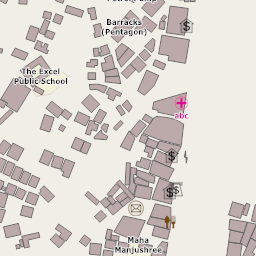 Barracks
(Pentagon)
The Excel
Public School
abc
$
$
$
$
Maha
Manjushree